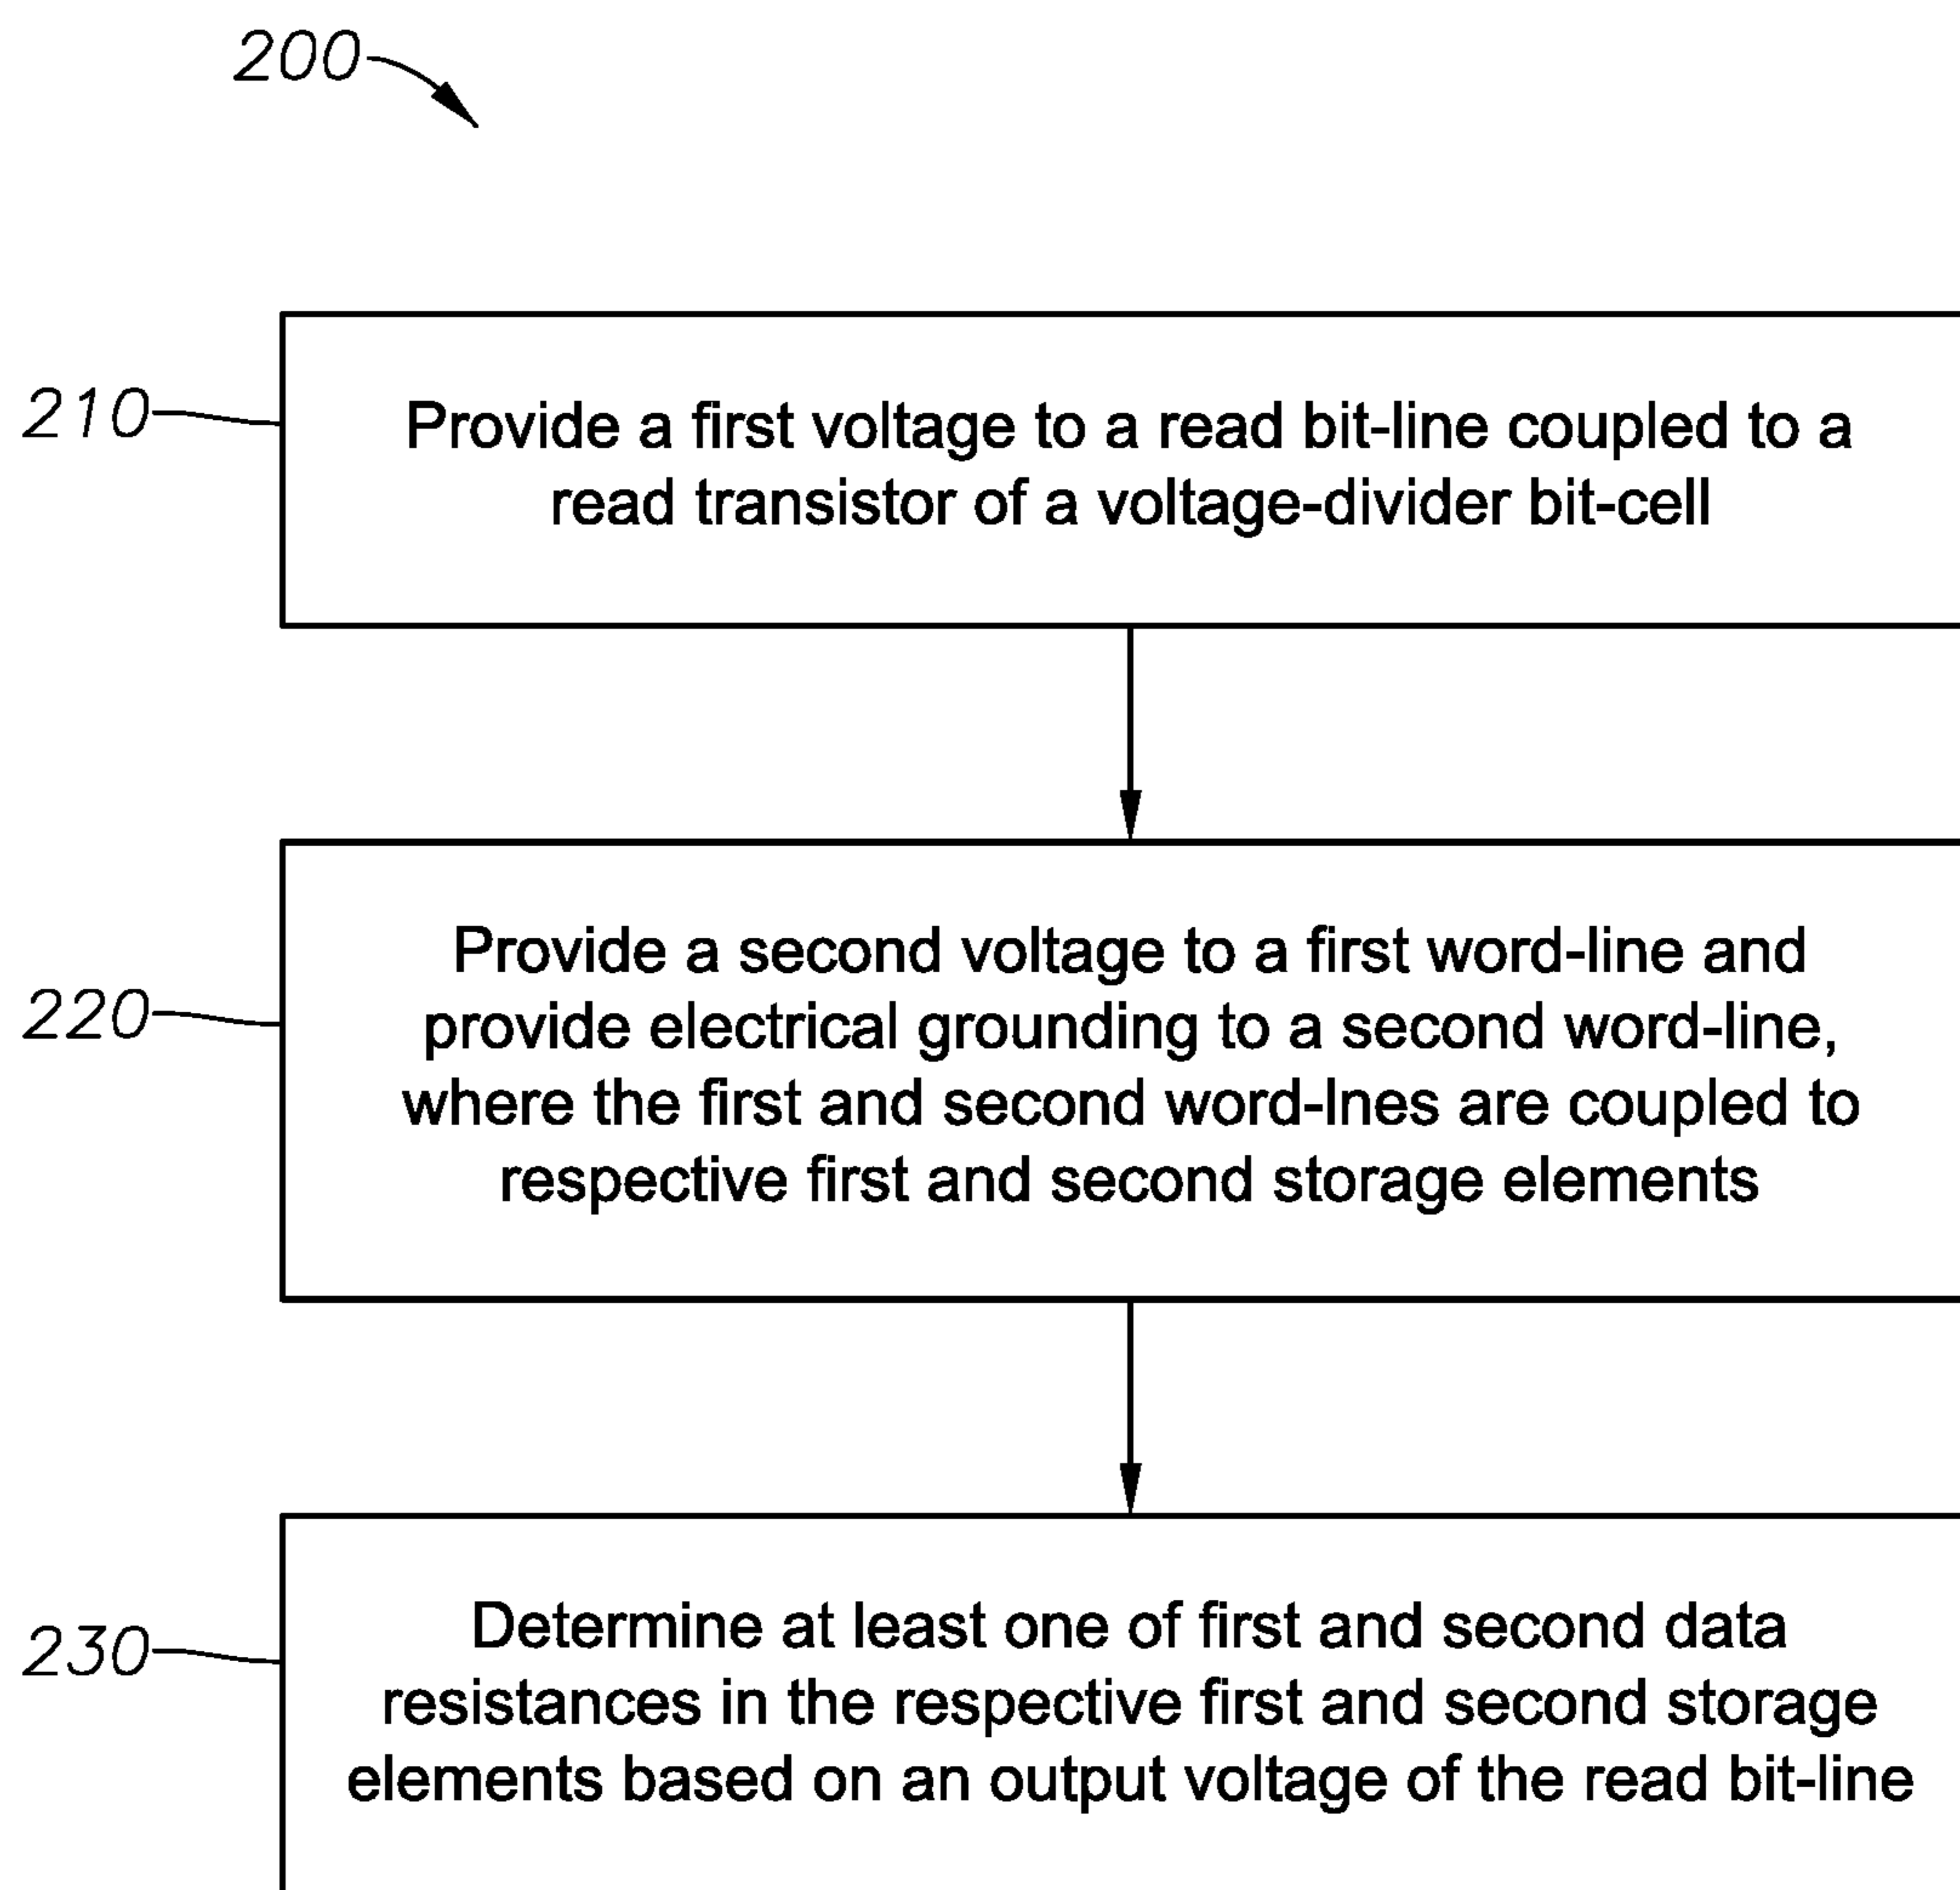 200
210
Provide a first voltage to a read bit-line coupled to a
read transistor of a voltage-divider bit-cell
220
Provide a second voltage to a first word-line and
provide electrical grounding to a second word-line,
where the first and second word-lnes are coupled to
respective first and second storage elements
230
Determine at least one of first and second data
resistances in the respective first and second storage
elements based on an output voltage of the read bit-line